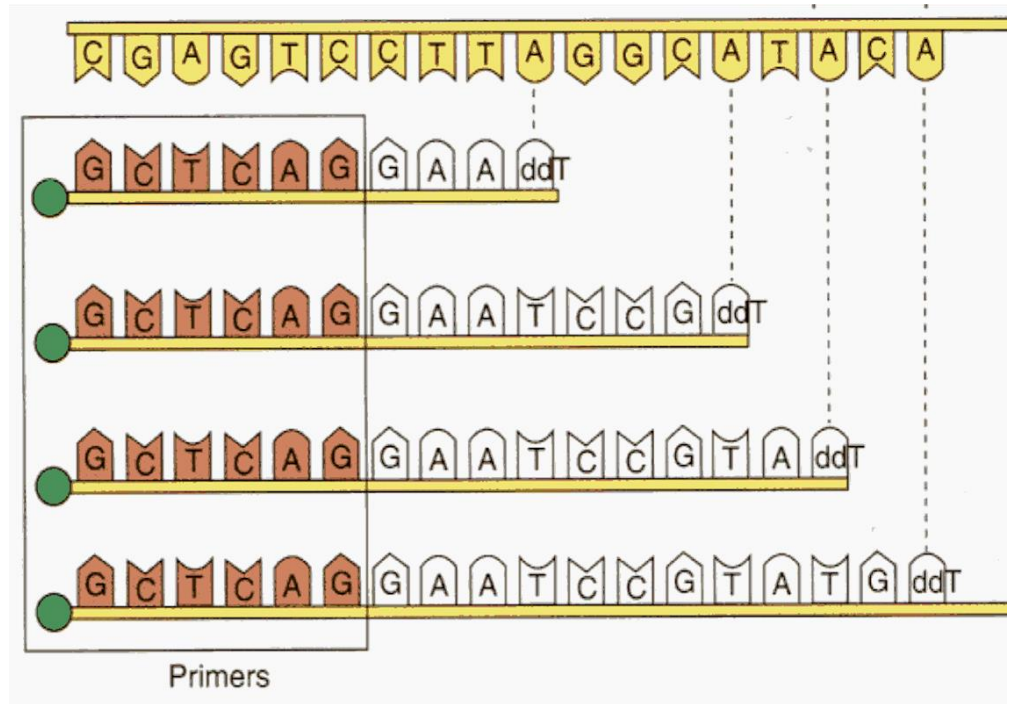 C G A G T C C T T A G G C A T A C A
G C T C A G G A A ddT
G C T C A G G A A T C C G ddT
G C T C A G G A A T C C G T A ddT
G C T C A G G A A T C C G T A T G ddT
Primers